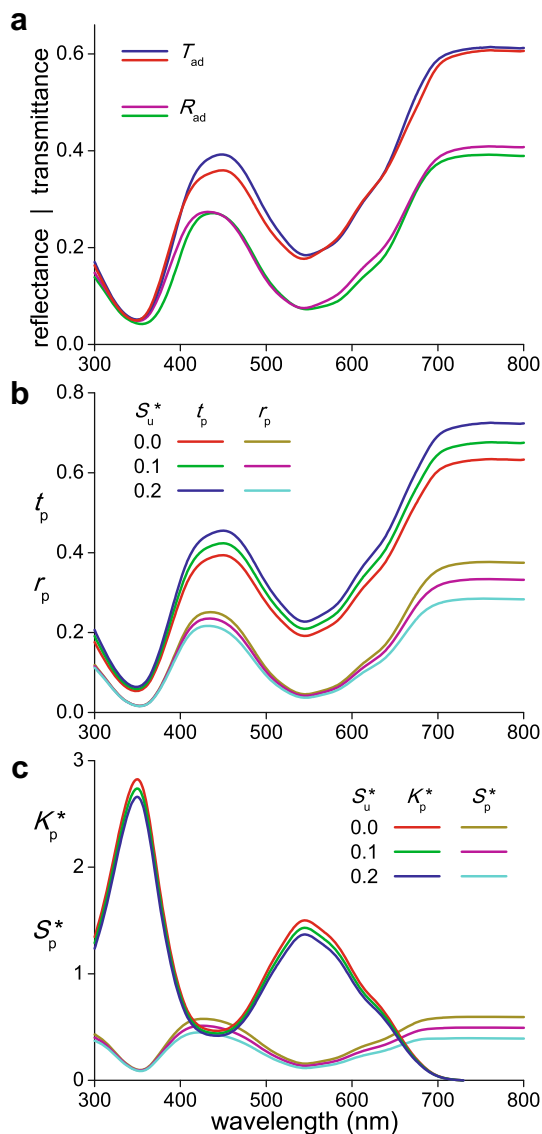 a
0.6
0.4
0.2
0.0
reflectance | transmittance
T_ad
R_ad
300 400 500 600 700 800
b
0.8
0.6
0.4
0.2
0.0
t_p
r_p
S_u* t_p r_p
0.0
0.1
0.2
300 400 500 600 700 800
c
3
2
1
0
K_p*
S_p*
S_u* K_p* S_p*
0.0
0.1
0.2
300 400 500 600 700 800
wavelength (nm)